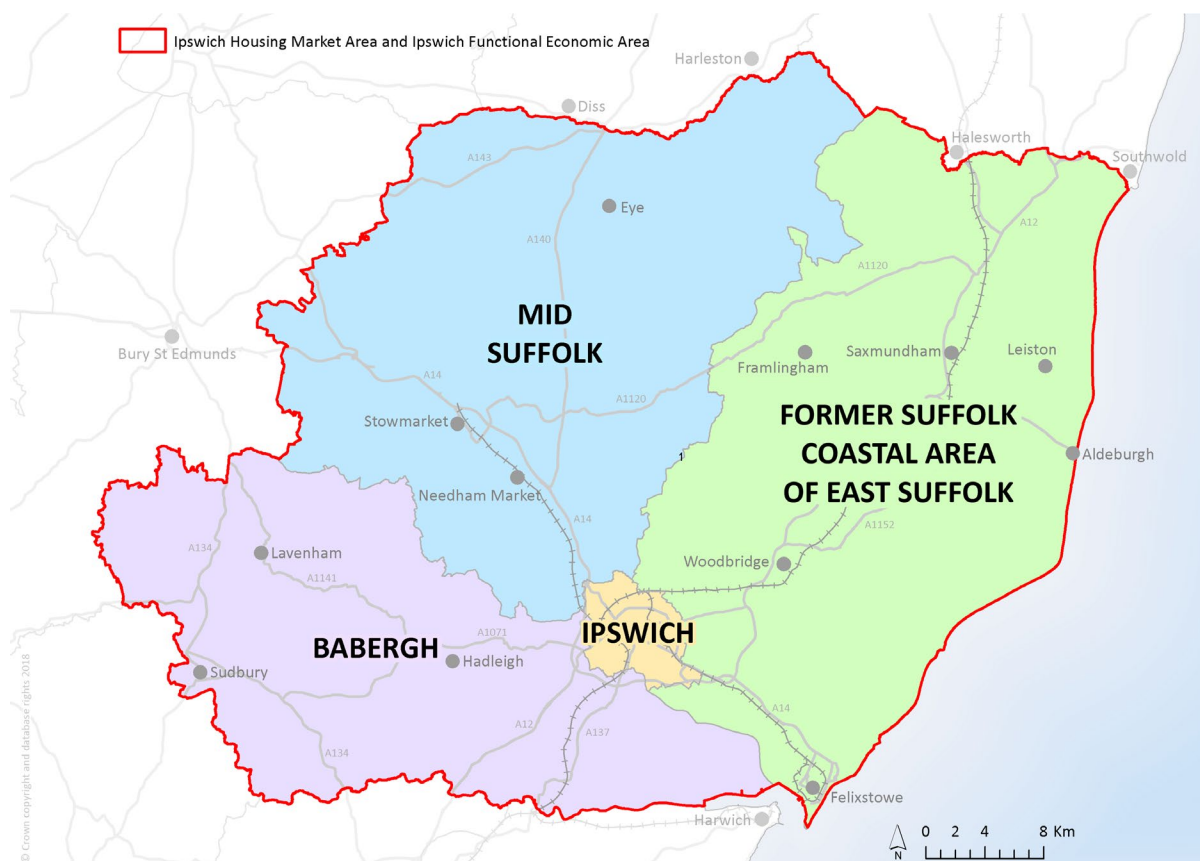 Ipswich Housing Market Area and Ipswich Functional Economic Area
Harleston
Diss
Halesworth
A143
Southwold
Eye
A12
A140
A1120
MID
SUFFOLK
Bury St Edmunds
Framlingham
Saxmundham
Leiston
A14
A1120
Stowmarket
FORMER SUFFOLK
COASTAL AREA
OF EAST SUFFOLK
1
Aldeburgh
Needham Market
A14
A1152
A134
Lavenham
Woodbridge
A1141
IPSWICH
A1071
BABERGH
Hadleigh
Sudbury
A14
A12
A137
A134
Felixstowe
Harwich
N
0 2 4 8 Km
© Crown copyright and database rights 2018